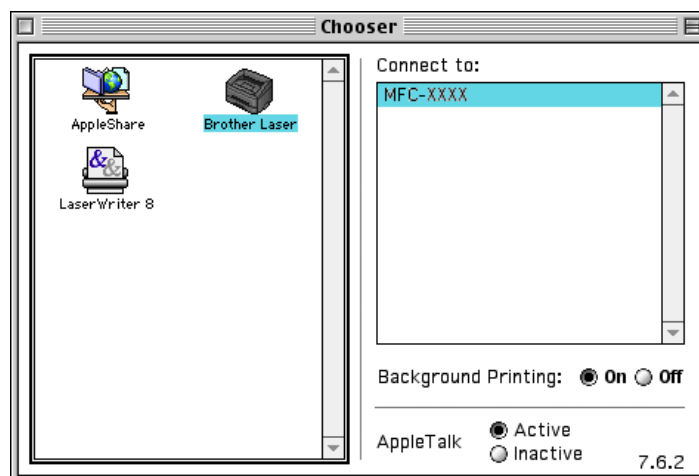 Chooser
AppleShare
Brother Laser
LaserWriter 8
Connect to:
MFC-XXXX
Background Printing: On Off
AppleTalk
Active
Inactive
7.6.2